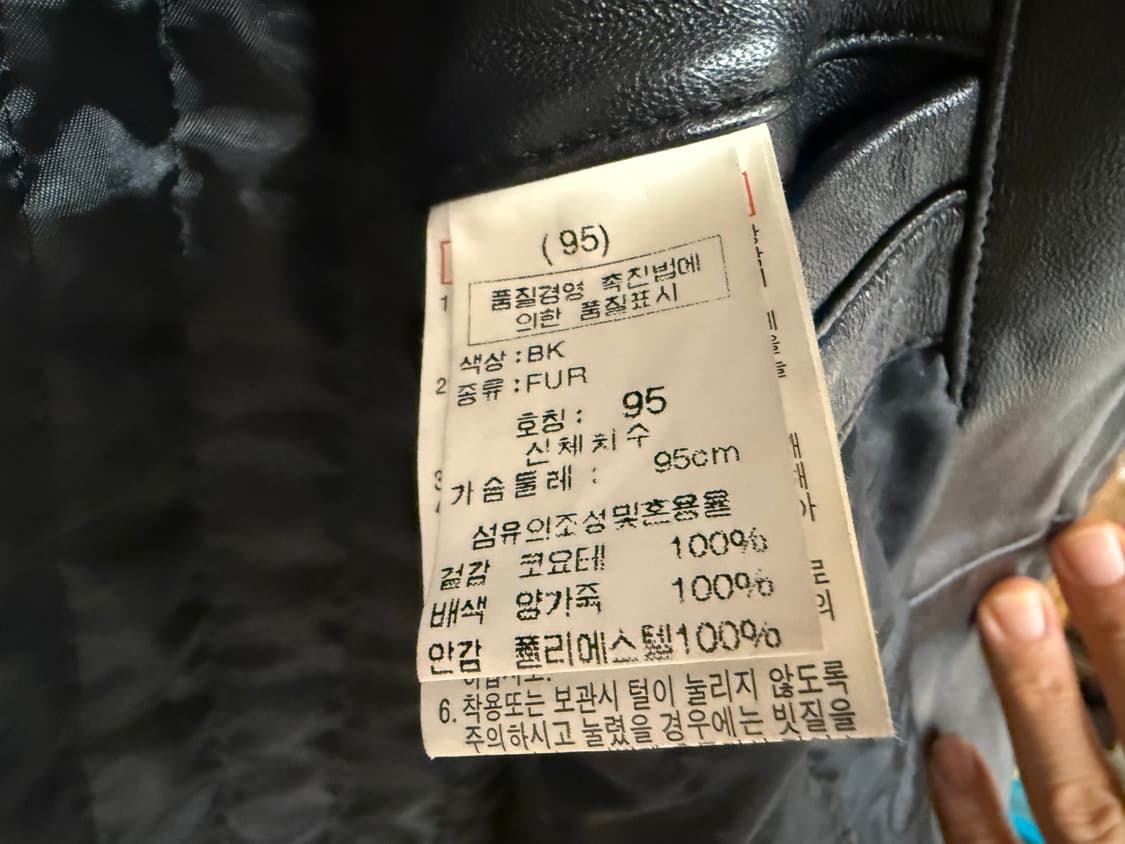 (95)
품질경영 촉진법에
의한 품질표시
색상 : BK
종류 : FUR
호칭 : 95
신체치수
가슴둘레 : 95cm
섬유의조성및혼용률
겉감 코요테 100%
배색 양가죽 100%
안감 폴리에스텔100%
6. 착용또는 보관시 털이 눌리지 않도록
주의하시고 눌렸을 경우에는 빗질을